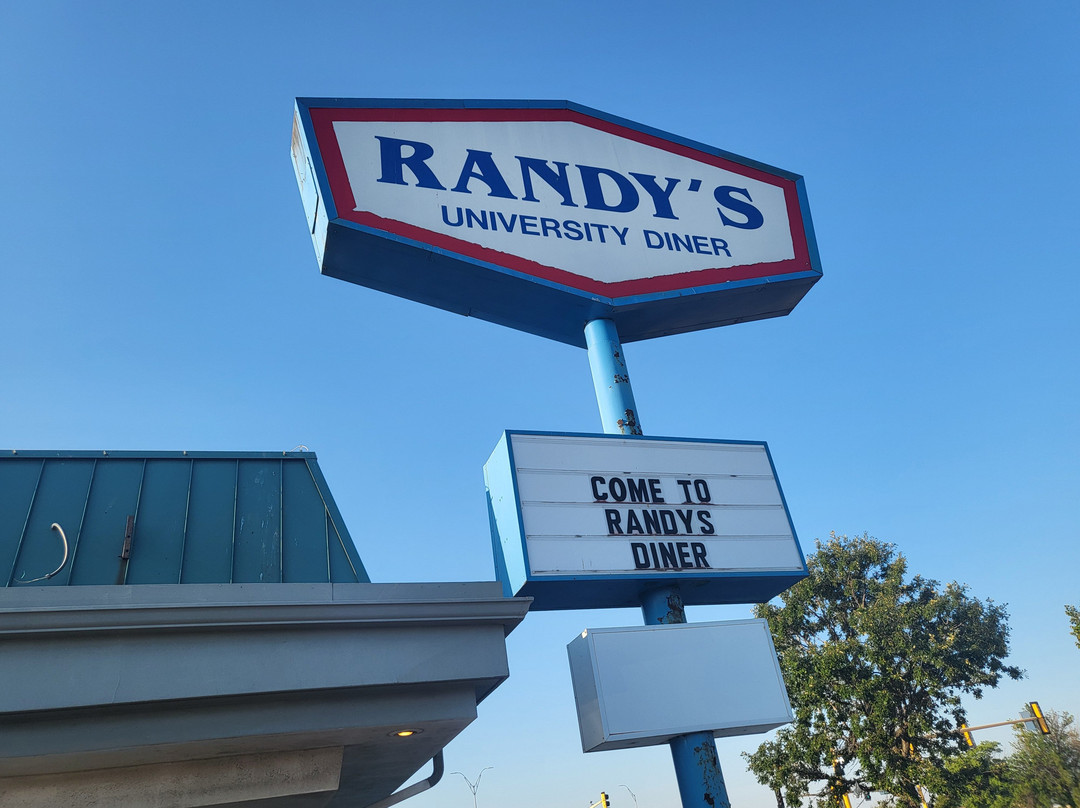 RANDY'S
UNIVERSITY DINER
COME TO
RANDYS
DINER